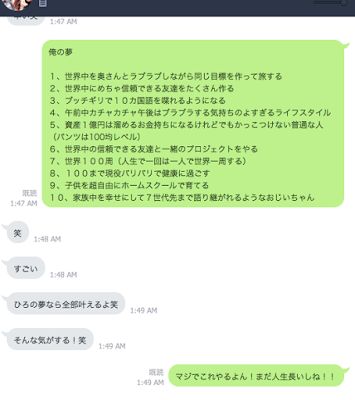 1:47 AM
俺の夢
1、世界中を奥さんとラブラブしながら同じ目標を作って旅する
2、世界中にめちゃ信頼できる友達をたくさん作る
3、ブッチギリで10カ国語を喋れるようになる
4、午前中カチャカチャ午後はプラプラする気持ちのよすぎるライフスタイル
5、資産1億円は溜めるお金持ちになるけれどでもかっこつけない普通な人
（パンツは100均レベル）
6、世界中の信頼できる友達と一緒のプロジェクトをやる
7、世界100周（人生で一回は一人で世界一周する）
8、100まで現役バリバリで健康に過ごす
9、子供を超自由にホームスクールで育てる
10、家族中を幸せにして7世代先まで語り継がれるようなおじいちゃん
既読
1:47 AM
笑
1:48 AM
すごい
1:48 AM
ひろの夢なら全部叶えるよ笑
1:49 AM
そんな気がする！笑
1:49 AM
既読
1:49 AM
マジでこれやるよん！まだ人生長いしね！！